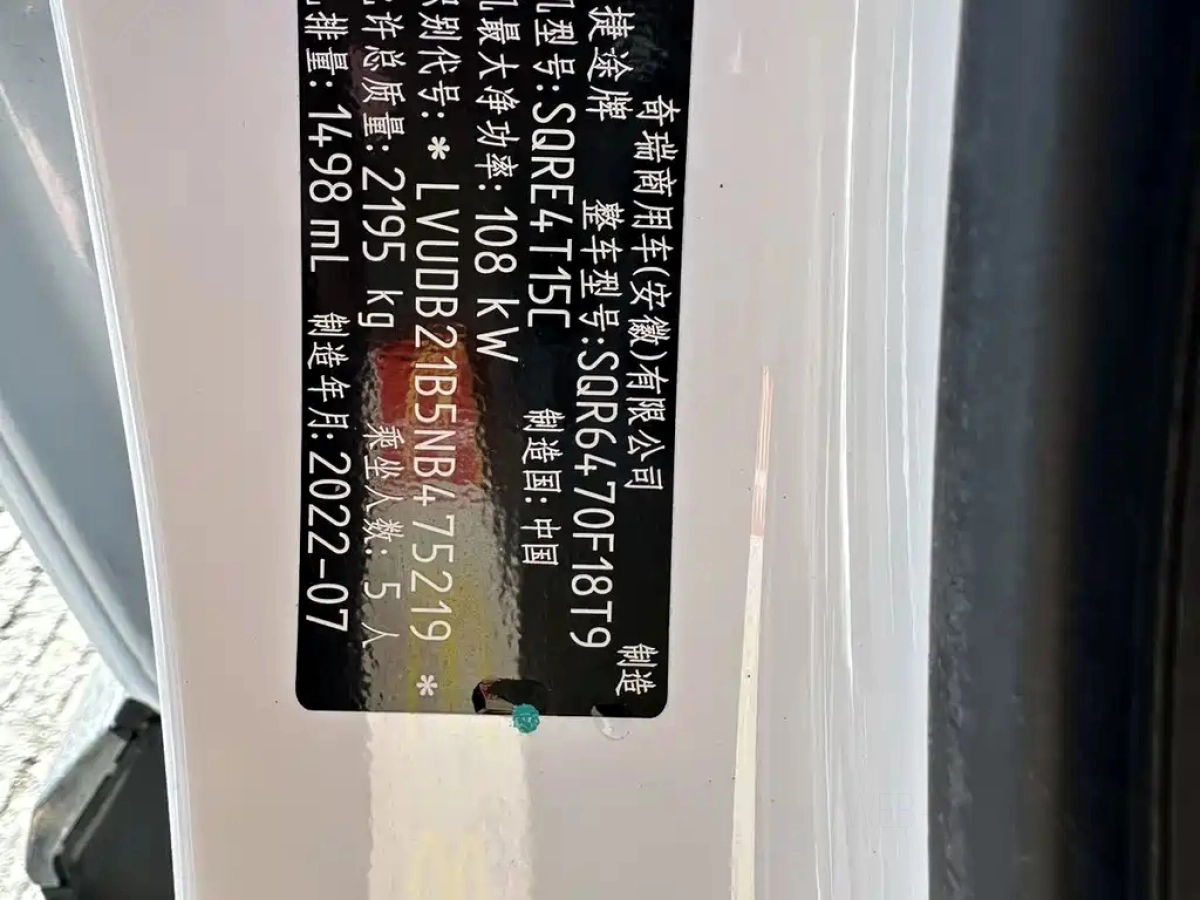 奇瑞商用车(安徽)有限公司 制造
捷途牌 整车型号:SQR6470F18T9
机型号:SQRE4T15C 制造国:中国
机最大净功率:108 kW
识别代号:* LVUDB21B5NB475219 *
允许总质量:2195 kg 乘坐人数:5 人
机排量:1498 mL 制造年月:2022-07